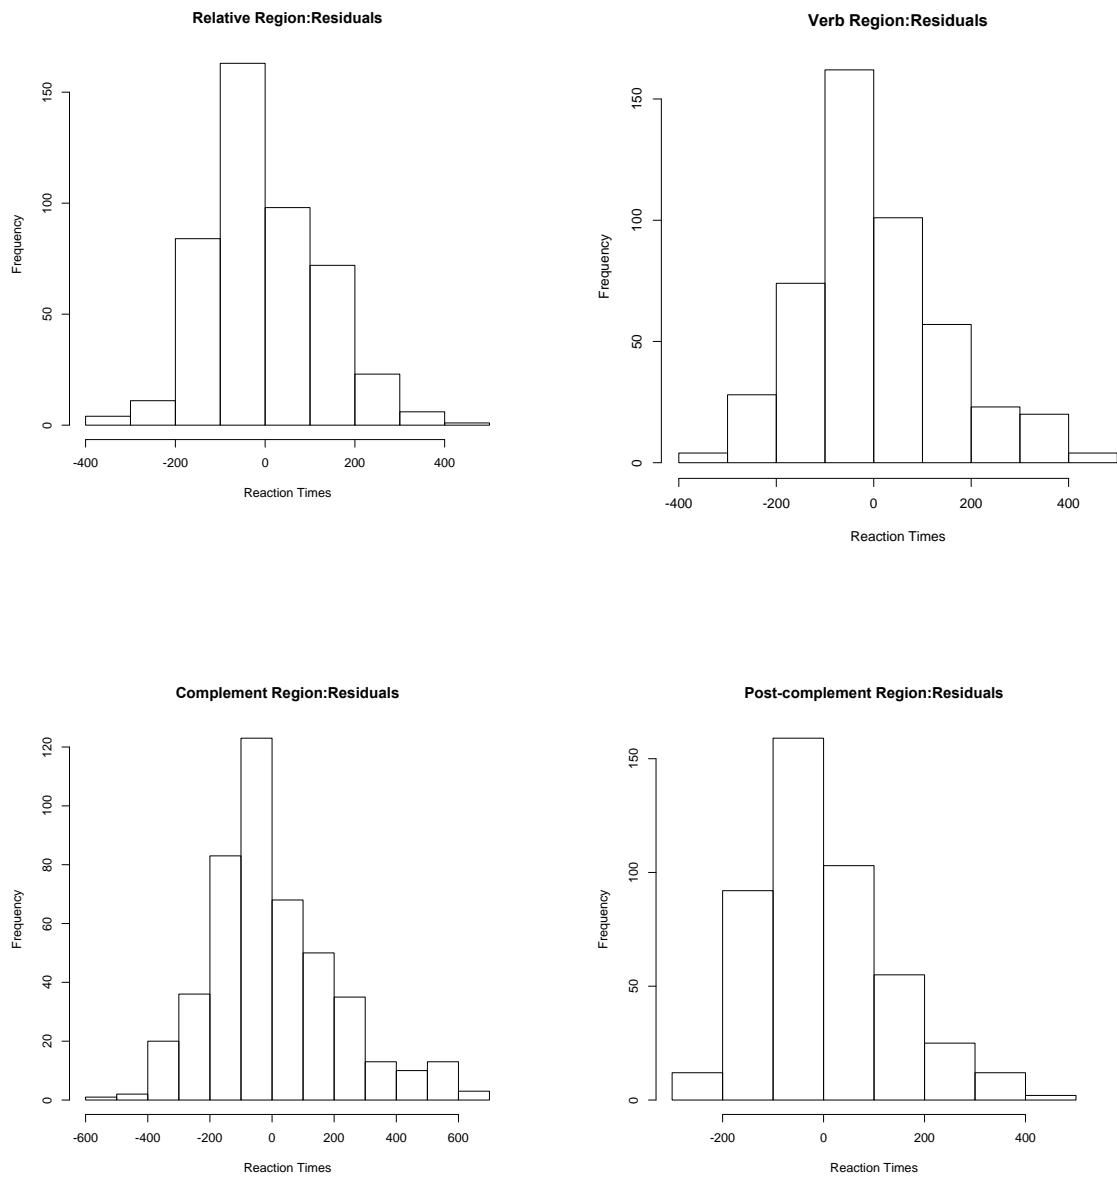 Relative Region:Residuals
Frequency
150
100
50
0
-400 -200 0 200 400
Reaction Times
Verb Region:Residuals
Frequency
150
100
50
0
-400 -200 0 200 400
Reaction Times
Complement Region:Residuals
Frequency
120
100
80
60
40
20
0
-600 -400 -200 0 200 400 600
Reaction Times
Post-complement Region:Residuals
Frequency
150
100
50
0
-200 0 200 400
Reaction Times